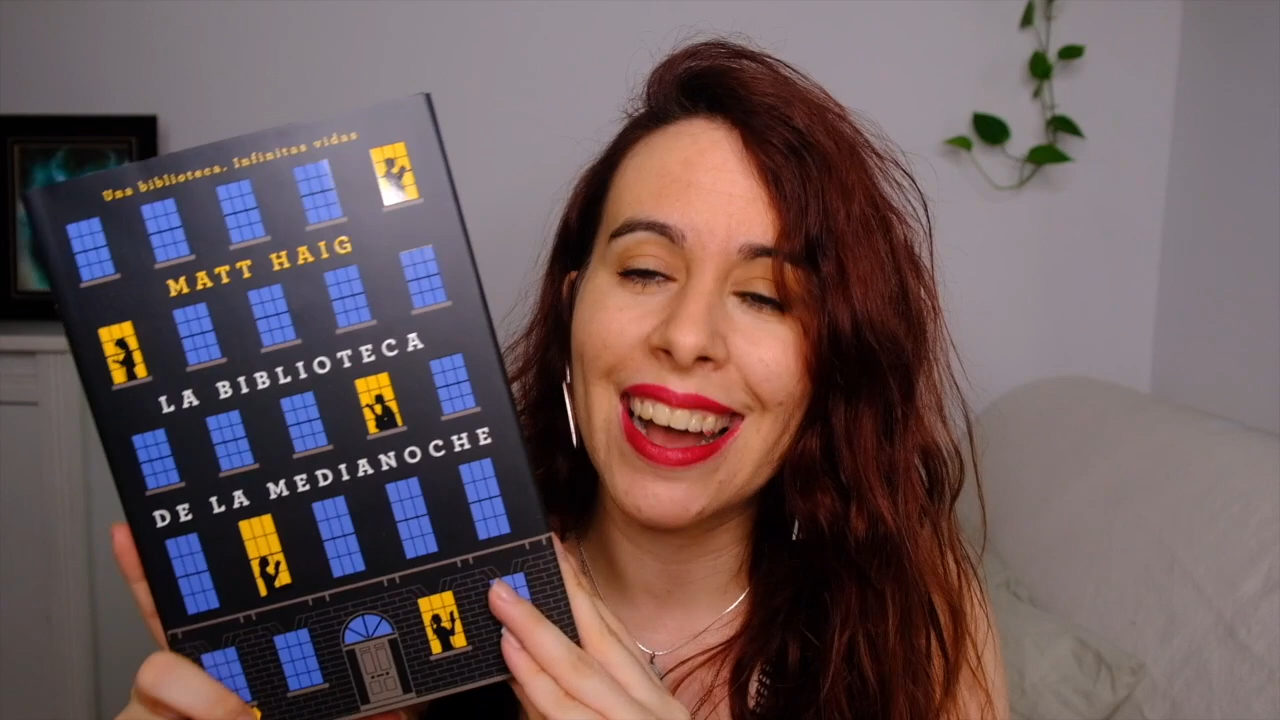 Una biblioteca. Infinitas vidas
MATT HAIG
LA BIBLIOTECA
DE LA MEDIANOCHE